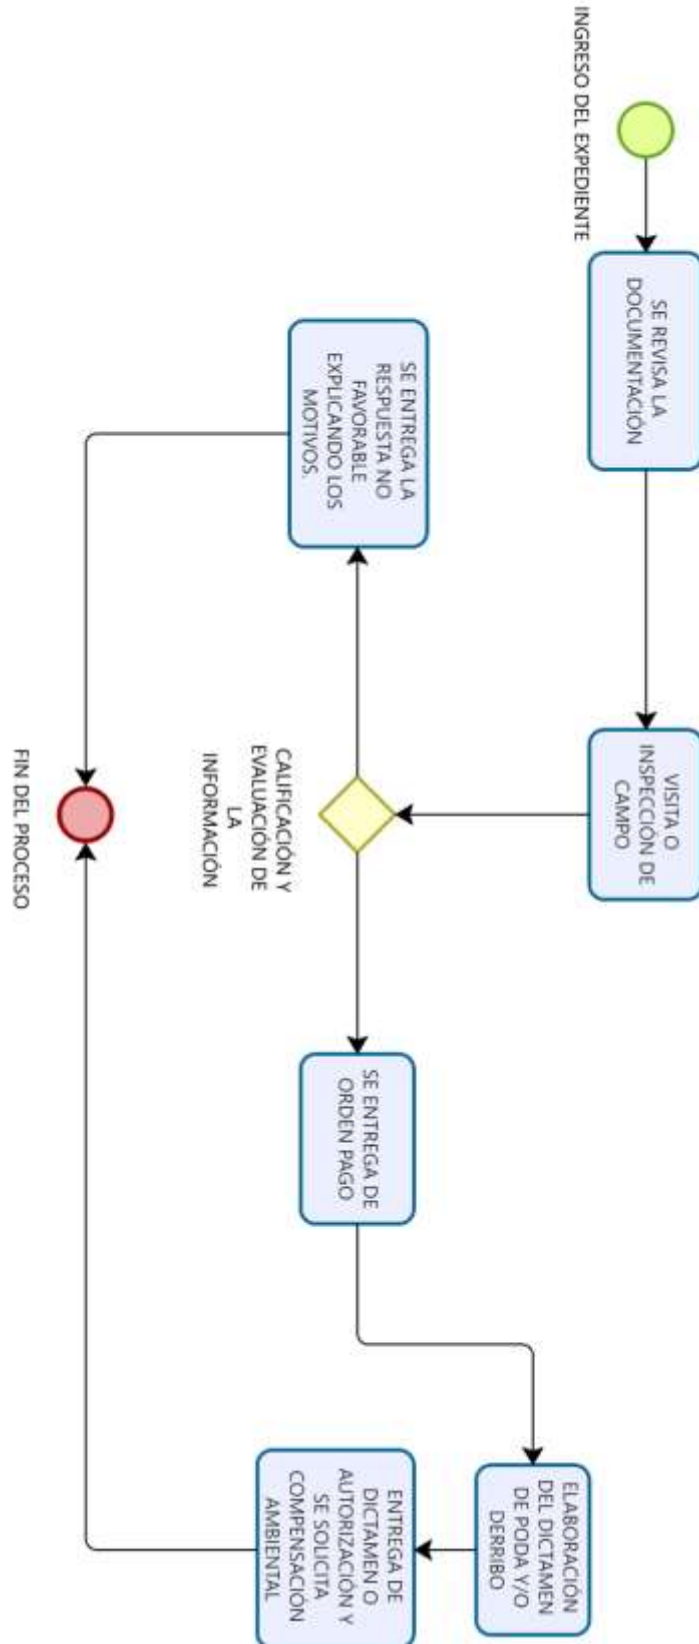 INGRESO DEL EXPEDIENTE
SE REVISA LA
DOCUMENTACIÓN
VISITA O
INSPECCIÓN DE
CAMPO
CALIFICACIÓN Y
EVALUACIÓN DE
LA
INFORMACIÓN
SE ENTREGA LA
RESPUESTA NO
FAVORABLE
EXPLICANDO LOS
MOTIVOS.
SE ENTREGA DE
ORDEN PAGO
ELABORACIÓN
DEL DICTAMEN
DE PODA Y/O
DERRIBO
ENTREGA DE
DICTAMEN O
AUTORIZACIÓN Y
SE SOLICITA
COMPENSACIÓN
AMBIENTAL
FIN DEL PROCESO